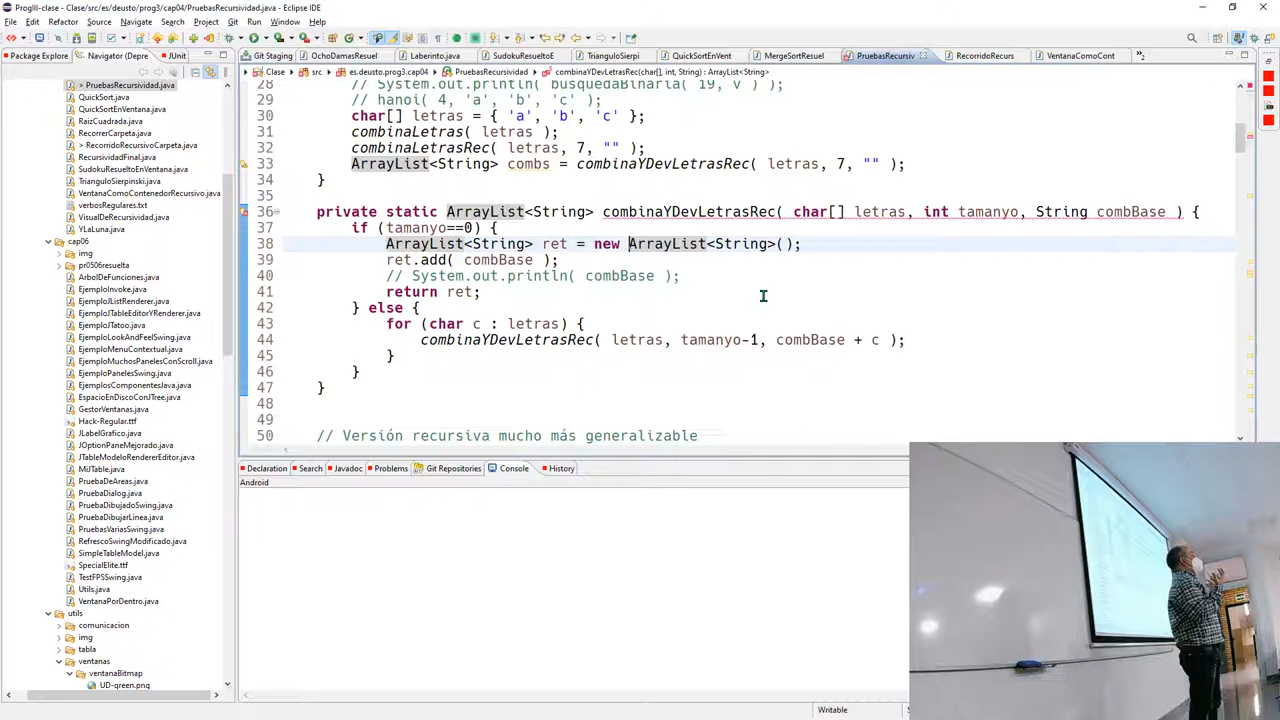 ProgIII-clase - Clase/src/es/deusto/prog3/cap04/PruebasRecursividad.java - Eclipse IDE
File Edit Refactor Source Navigate Search Project Git Run Window Help
Package Explore
Navigator (Depre
JUnit
Git Staging
OchoDamasResuel
Laberinto.java
SudokuResueltoE
TrianguloSierpi
QuickSortEnVent
MergeSortResuel
PruebasRecursiv
RecorridoRecurs
VentanaComoCont
»2
Clase
src
es.deusto.prog3.cap04
PruebasRecursividad
combinaYDevLetrasRec(char[], int, String) : ArrayList<String>
> PruebasRecursividad.java
QuickSort.java
QuickSortEnVentana.java
RaizCuadrada.java
RecorrerCarpeta.java
> RecorridoRecursivoCarpeta.java
RecursividadFinal.java
SudokuResueltoEnVentana.java
TrianguloSierpinski.java
VentanaComoContenedorRecursivo.java
verbosRegulares.txt
VisualDeRecursividad.java
YLaLuna.java
cap06
img
pr0506resuelta
ArbolDeFunciones.java
EjemploInvoke.java
EjemploJListRenderer.java
EjemploJTableEditorYRenderer.java
EjemploLookAndFeelSwing.java
EjemploMenuContextual.java
EjemploMuchosPanelesConScroll.java
EjemploPanelesSwing.java
EjemplosComponentesJava.java
EspacioEnDiscoConJTree.java
GestorVentanas.java
Hack-Regular.ttf
JLabelGrafico.java
JOptionPaneMejorado.java
JTableModeloRendererEditor.java
MiJTable.java
PruebaDeAreas.java
PruebaDialog.java
PruebaDibujadoSwing.java
PruebaDibujarLinea.java
PruebasVariasSwing.java
RefrescoSwingModificado.java
SimpleTableModel.java
SpecialElite.ttf
TestFPSSwing.java
Utils.java
VentanaPorDentro.java
utils
comunicacion
img
tabla
ventanas
ventanaBitmap
UD-green.png
28 // System.out.println( busquedaBinaria( 19, v ) );
29 // hanoi( 4, 'a', 'b', 'c' );
30 char[] letras = { 'a', 'b', 'c' };
31 combinaLetras( letras );
32 combinaLetrasRec( letras, 7, "" );
33 ArrayList<String> combs = combinaYDevLetrasRec( letras, 7, "" );
34 }
35
36 private static ArrayList<String> combinaYDevLetrasRec( char[] letras, int tamanyo, String combBase ) {
37 if (tamanyo==0) {
38 ArrayList<String> ret = new ArrayList<String>();
39 ret.add( combBase );
40 // System.out.println( combBase );
41 return ret;
42 } else {
43 for (char c : letras) {
44 combinaYDevLetrasRec( letras, tamanyo-1, combBase + c );
45 }
46 }
47 }
48
49
50 // Versión recursiva mucho más generalizable
Declaration
Search
Javadoc
Problems
Git Repositories
Console
History
Android
Writable